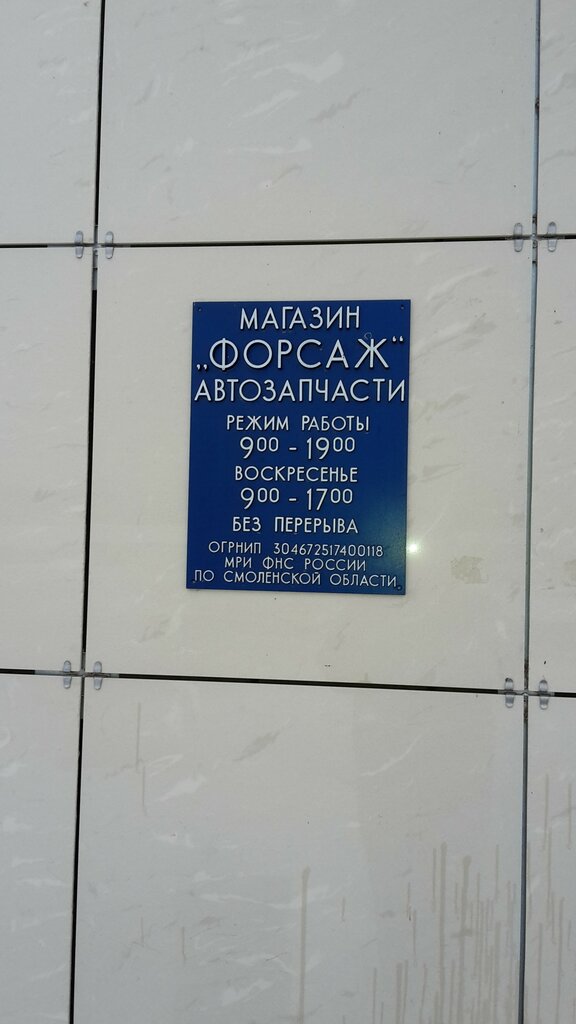 МАГАЗИН
„ФОРСАЖ“
АВТОЗАПЧАСТИ
РЕЖИМ РАБОТЫ
9⁰⁰ - 19⁰⁰
ВОСКРЕСЕНЬЕ
9⁰⁰ - 17⁰⁰
БЕЗ ПЕРЕРЫВА
ОГРНИП 304672517400118
МРИ ФНС РОССИИ
ПО СМОЛЕНСКОЙ ОБЛАСТИ